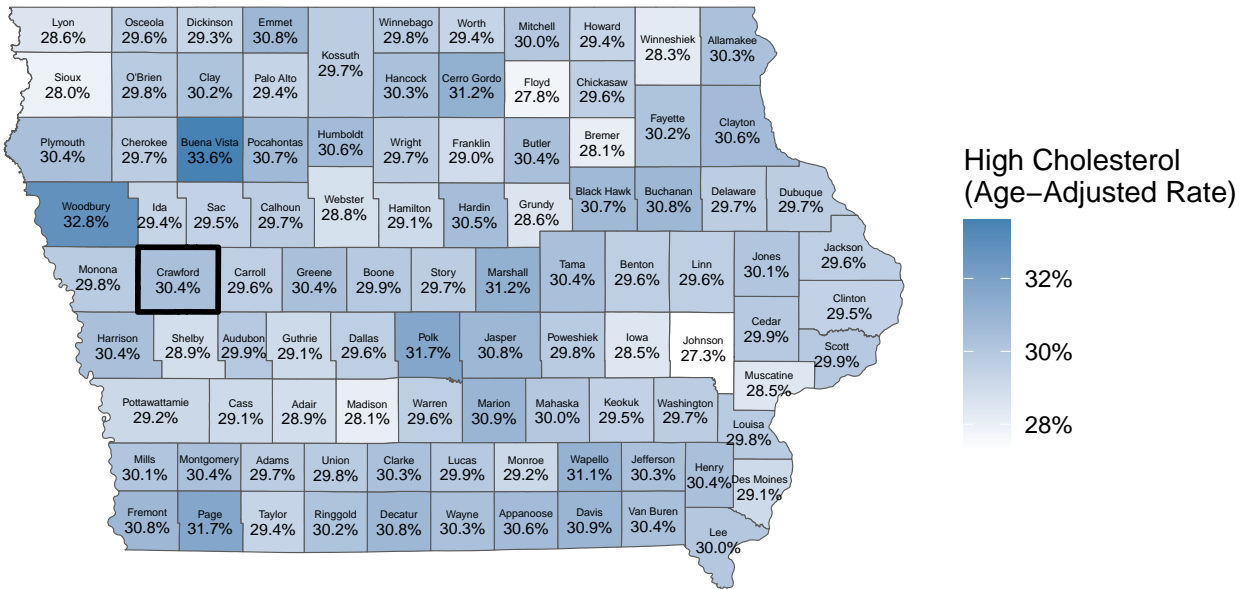 Lyon Osceola Dickinson Emmet Winnebago Worth Mitchell Howard Winneshiek Allamakee
28.6% 29.6% 29.3% 30.8% 29.8% 29.4% 30.0% 29.4% 28.3% 30.3%
Kossuth
29.7%
Sioux O'Brien Clay Palo Alto Hancock Cerro Gordo Floyd Chickasaw
28.0% 29.8% 30.2% 29.4% 30.3% 31.2% 27.8% 29.6%
Fayette Clayton
30.2% 30.6%
Plymouth Cherokee Buena Vista Pocahontas Humboldt Wright Franklin Butler Bremer
30.4% 29.7% 33.6% 30.7% 30.6% 29.7% 29.0% 30.4% 28.1%
High Cholesterol
(Age–Adjusted Rate)
Woodbury Ida Sac Calhoun Webster Hamilton Hardin Grundy Black Hawk Buchanan Delaware Dubuque
32.8% 29.4% 29.5% 29.7% 28.8% 29.1% 30.5% 28.6% 30.7% 30.8% 29.7% 29.7%
Monona Crawford Carroll Greene Boone Story Marshall Tama Benton Linn Jones Jackson
29.8% 30.4% 29.6% 30.4% 29.9% 29.7% 31.2% 30.4% 29.6% 29.6% 30.1% 29.6%
32%
Clinton
29.5%
Harrison Shelby Audubon Guthrie Dallas Polk Jasper Poweshiek Iowa Johnson Cedar Scott
30.4% 28.9% 29.9% 29.1% 29.6% 31.7% 30.8% 29.8% 28.5% 27.3% 29.9% 29.9%
30%
Muscatine
28.5%
Pottawattamie Cass Adair Madison Warren Marion Mahaska Keokuk Washington
29.2% 29.1% 28.9% 28.1% 29.6% 30.9% 30.0% 29.5% 29.7%
28%
Louisa
29.8%
Mills Montgomery Adams Union Clarke Lucas Monroe Wapello Jefferson Henry Des Moines
30.1% 30.4% 29.7% 29.8% 30.3% 29.9% 29.2% 31.1% 30.3% 30.4% 29.1%
Fremont Page Taylor Ringgold Decatur Wayne Appanoose Davis Van Buren Lee
30.8% 31.7% 29.4% 30.2% 30.8% 30.3% 30.6% 30.9% 30.4% 30.0%